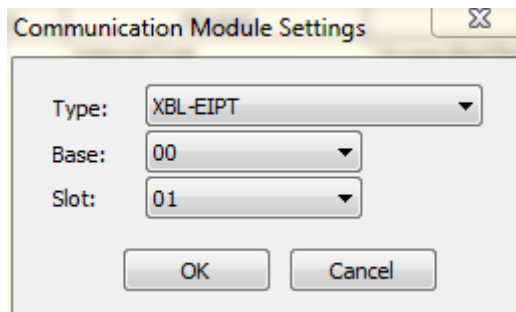 Communication Module Settings
Type: XBL-EIPT
Base: 00
Slot: 01
OK Cancel